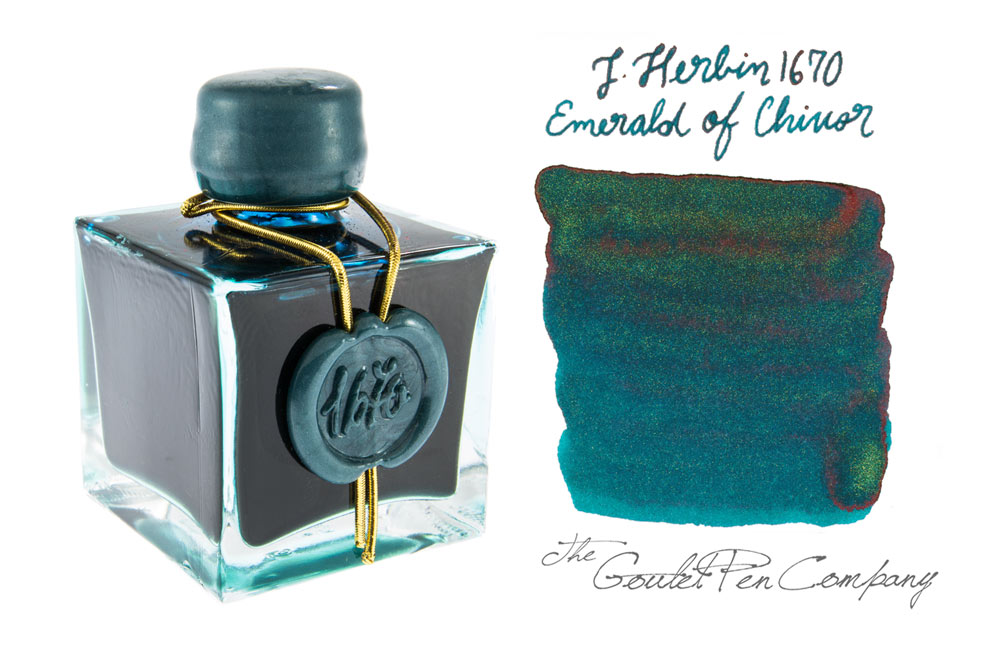 1670
J. Herbin 1670
Emerald of Chivor
The
Goulet Pen Company